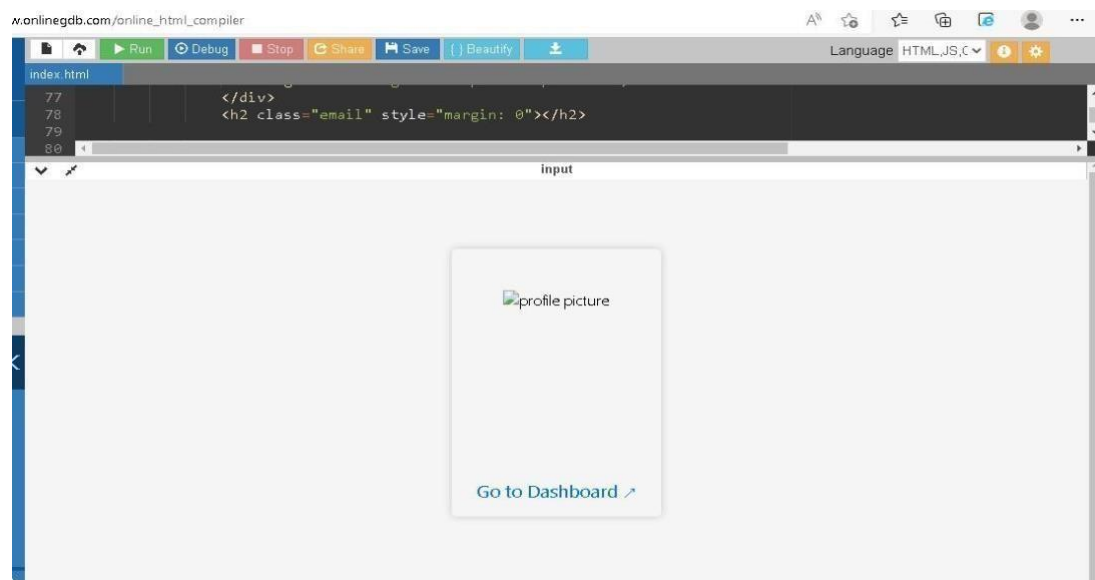 w.onlinegdb.com/online_html_compiler
Run Debug Stop Share Save { } Beautify Language HTML,JS,C
index.html
77 </div>
78 <h2 class="email" style="margin: 0"></h2>
79
80
input
profile picture
Go to Dashboard ↗